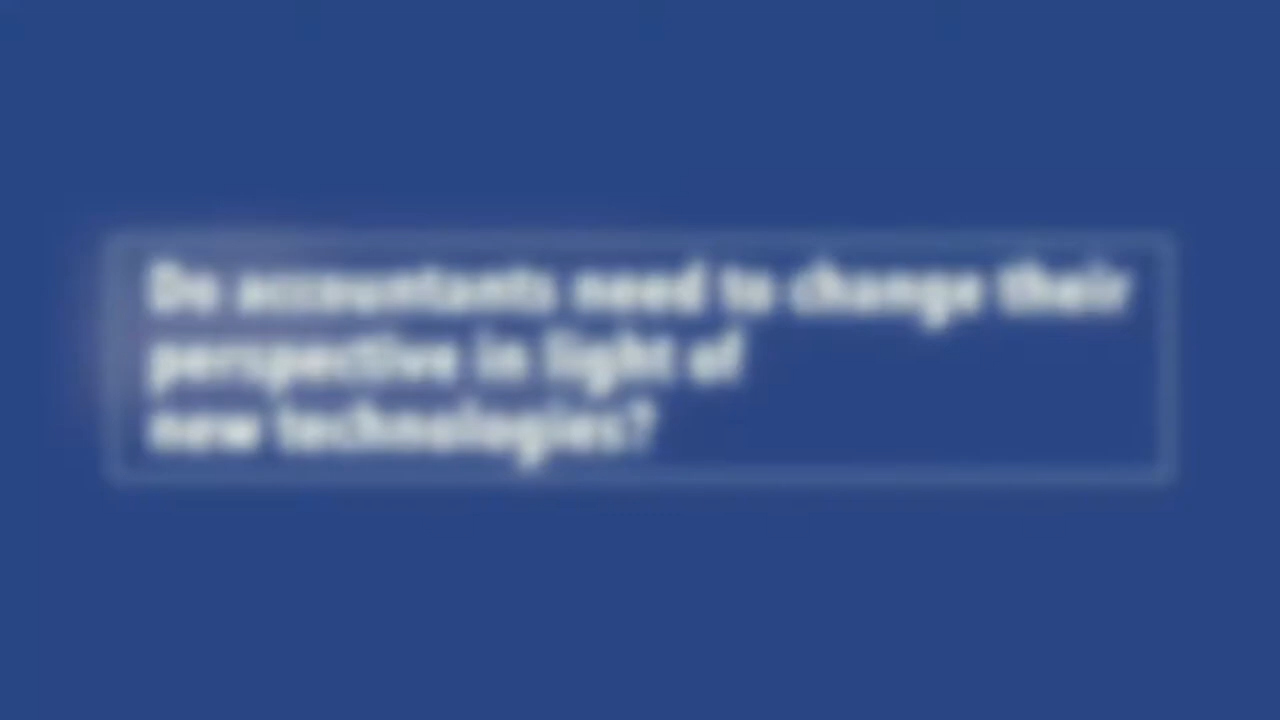 Do accountants need to change their
perspective in light of
new technologies?